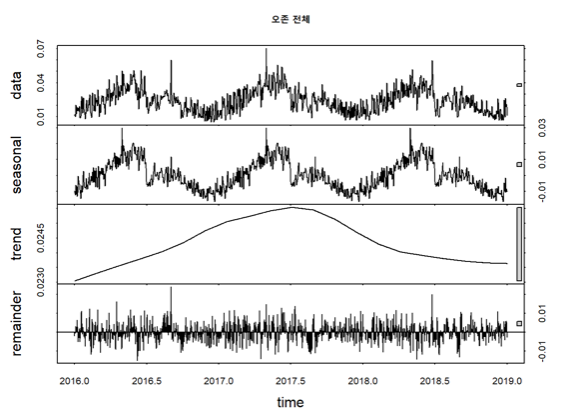 오존 전체
data
0.01 0.04 0.07
seasonal
-0.01 0.01 0.03
trend
0.0230 0.0245
remainder
-0.01 0.01
2016.0 2016.5 2017.0 2017.5 2018.0 2018.5 2019.0
time